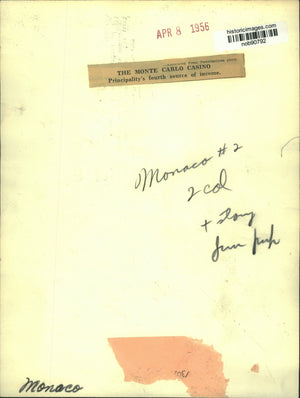 historicimages.com
APR 8 1956
nob90792
THE MONTE CARLO CASINO
Principality's fourth source of income.
Monaco #2
2 col
Monaco